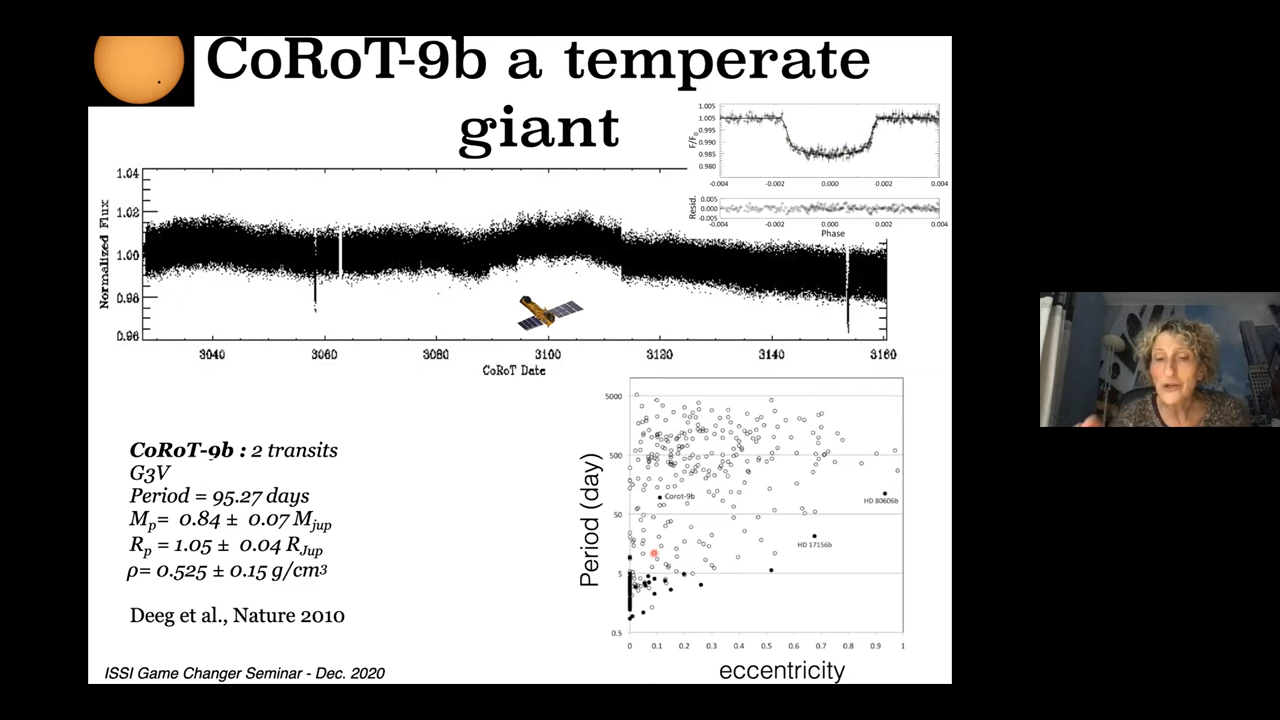 CoRoT-9b a temperate
giant
1.005
1.005
0.995
0.990
0.985
0.980
F/F₀
-0.004 -0.002 0.000 0.002 0.004
0.005
0.000
-0.005
Resid.
-0.004 -0.002 0.000 0.002 0.004
Phase
1.04
1.02
1.00
0.98
0.96
Normalized Flux
3040 3060 3080 3100 3120 3140 3160
CoRoT Date
CoRoT-9b : 2 transits
G3V
Period = 95.27 days
Mp= 0.84 ± 0.07 Mjup
Rp = 1.05 ± 0.04 RJup
ρ= 0.525 ± 0.15 g/cm³
Deeg et al., Nature 2010
5000
500
50
5
0.5
Period (day)
Corot-9b
HD 80606b
HD 17156b
0 0.1 0.2 0.3 0.4 0.5 0.6 0.7 0.8 0.9 1
eccentricity
ISSI Game Changer Seminar - Dec. 2020